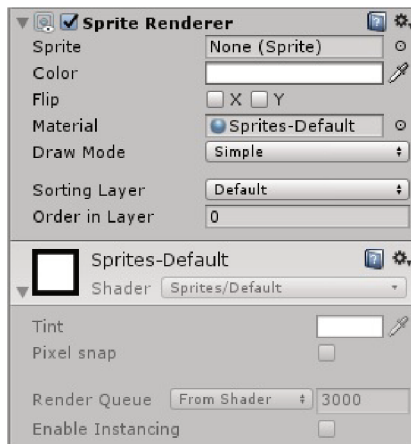 Sprite Renderer
Sprite None (Sprite)
Color
Flip X Y
Material Sprites-Default
Draw Mode Simple
Sorting Layer Default
Order in Layer 0
Sprites-Default
Shader Sprites/Default
Tint
Pixel snap
Render Queue From Shader 3000
Enable Instancing